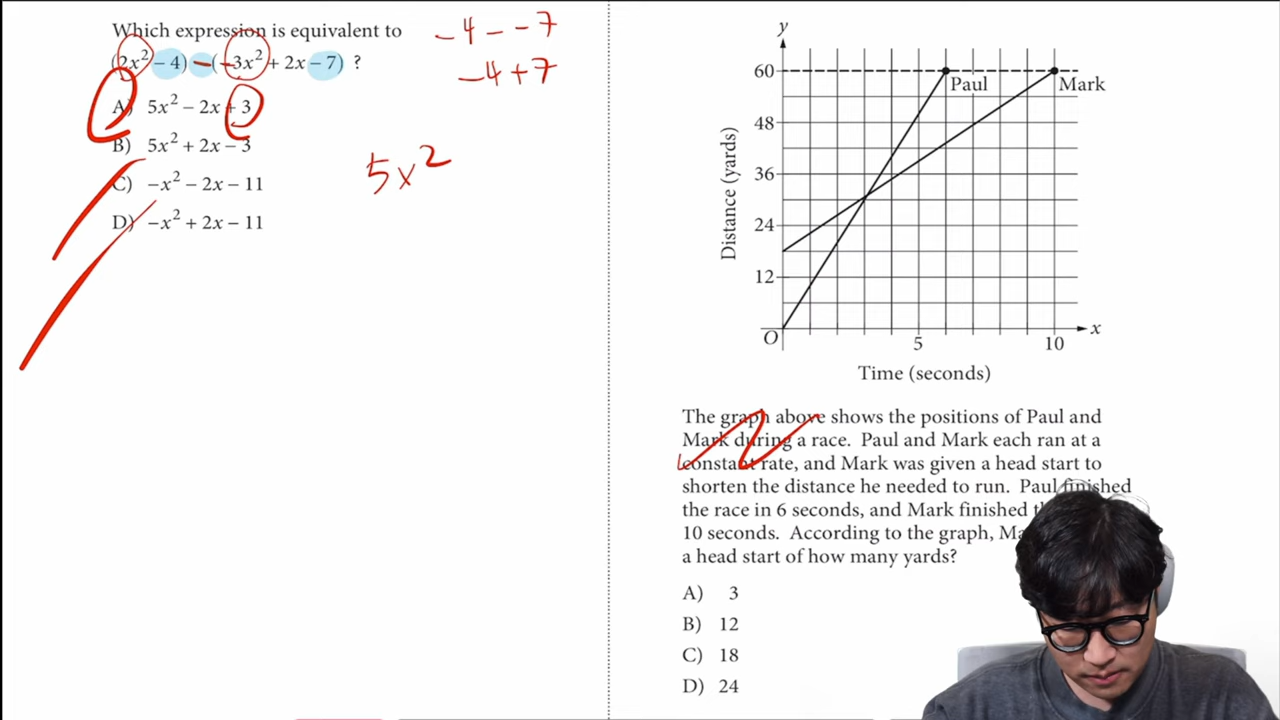 Which expression is equivalent to
(2x² – 4) – (–3x² + 2x – 7) ?
A) 5x² – 2x + 3
B) 5x² + 2x – 3
C) –x² – 2x – 11
D) –x² + 2x – 11
–4 – –7
–4 + 7
5x²
y
60
48
36
24
12
O
5
10
x
Paul
Mark
Distance (yards)
Time (seconds)
The graph above shows the positions of Paul and
Mark during a race. Paul and Mark each ran at a
constant rate, and Mark was given a head start to
shorten the distance he needed to run. Paul finished
the race in 6 seconds, and Mark finished
10 seconds. According to the graph,
a head start of how many yards?
A) 3
B) 12
C) 18
D) 24